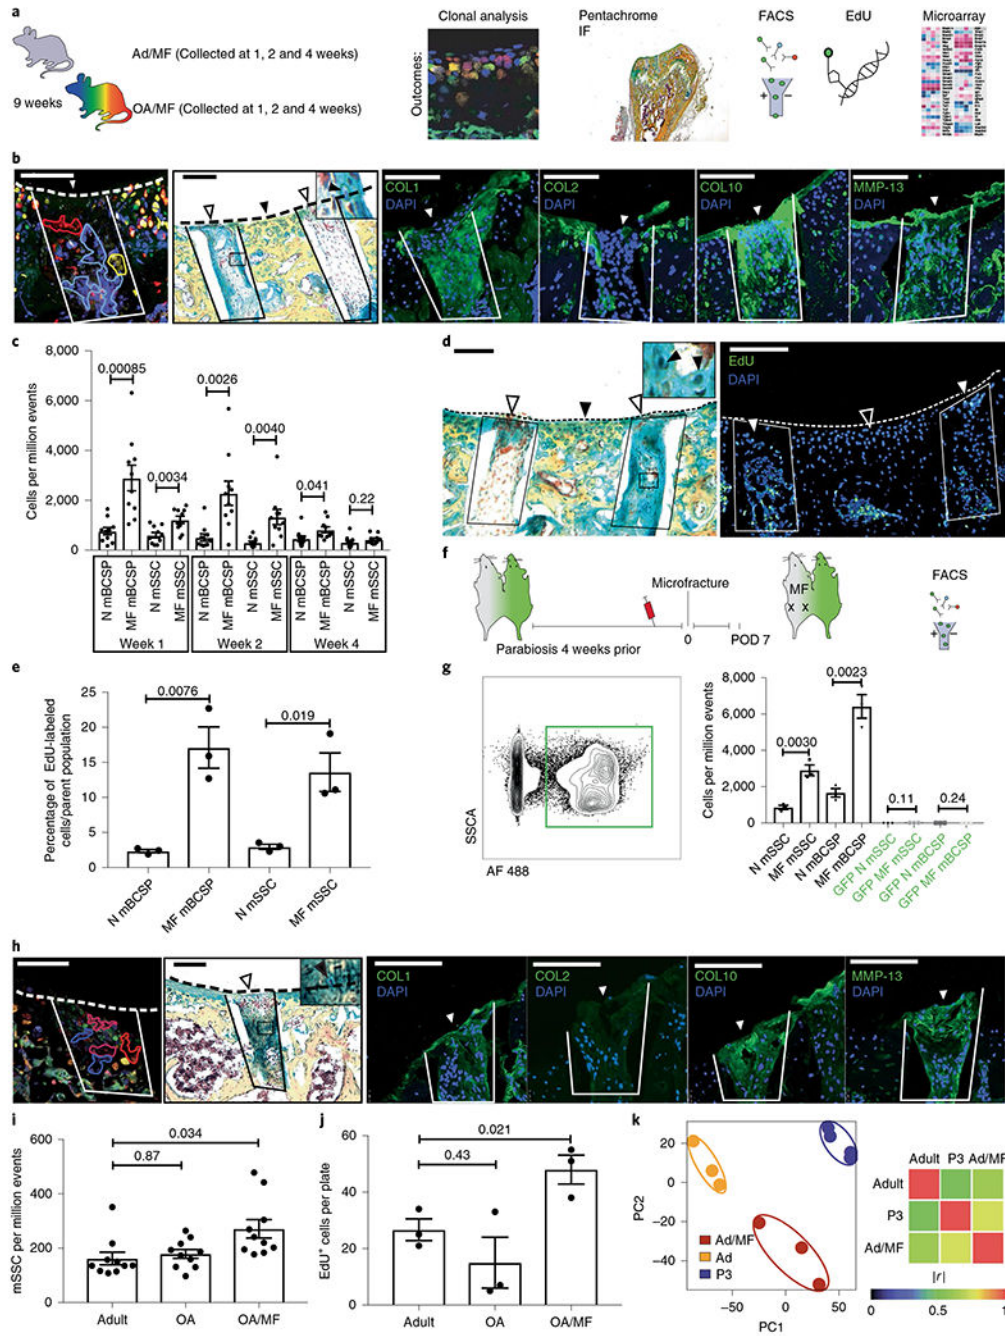 a
Clonal analysis
Pentachrome
IF
FACS
EdU
Microarray
Outcomes:
Ad/MF (Collected at 1, 2 and 4 weeks)
9 weeks
OA/MF (Collected at 1, 2 and 4 weeks)
+
–
b
COL1
DAPI
COL2
DAPI
COL10
DAPI
MMP-13
DAPI
c
Cells per million events
8,000
6,000
4,000
2,000
0
0.00085
0.0034
0.0026
0.0040
0.041
0.22
N mBCSP
MF mBCSP
N mSSC
MF mSSC
N mBCSP
MF mBCSP
N mSSC
MF mSSC
N mBCSP
MF mBCSP
N mSSC
MF mSSC
Week 1
Week 2
Week 4
d
EdU
DAPI
f
Microfracture
0
POD 7
Parabiosis 4 weeks prior
MF
X X
FACS
+
–
e
Percentage of EdU-labeled
cells/parent population
25
20
15
10
5
0
0.0076
0.019
N mBCSP
MF mBCSP
N mSSC
MF mSSC
g
SSCA
AF 488
Cells per million events
8,000
6,000
4,000
2,000
0
0.0030
0.0023
0.11
0.24
N mSSC
MF mSSC
N mBCSP
MF mBCSP
GFP N mSSC
GFP MF mSSC
GFP N mBCSP
GFP MF mBCSP
h
COL1
DAPI
COL2
DAPI
COL10
DAPI
MMP-13
DAPI
i
mSSC per million events
600
400
200
0
0.034
0.87
Adult
OA
OA/MF
j
EdU⁺ cells per plate
60
40
20
0
0.021
0.43
Adult
OA
OA/MF
k
PC2
20
0
−20
−40
Ad/MF
Ad
P3
−50
0
50
PC1
Adult
P3
Ad/MF
Adult
P3
Ad/MF
|r|
0
0.5
1